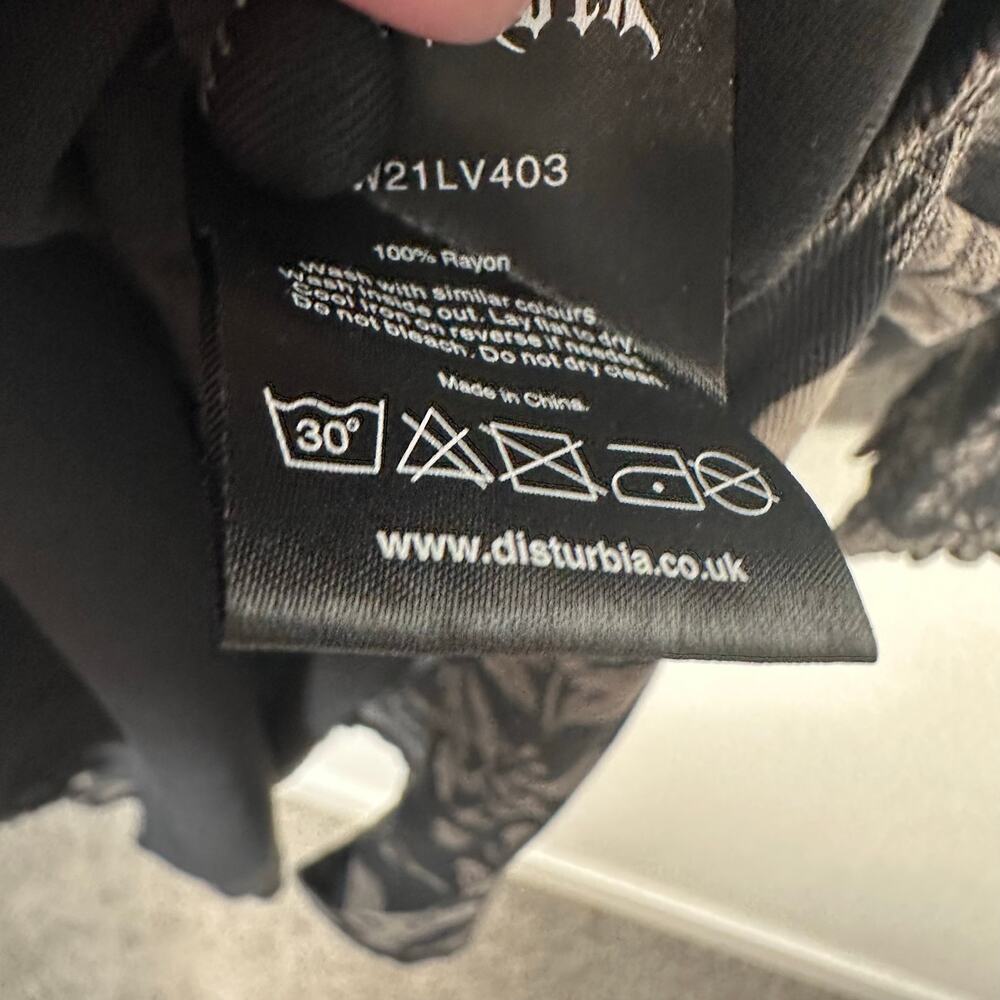 W21LV403
100% Rayon
Wash with similar colours
Wash inside out. Lay flat to dry.
Cool iron on reverse if needed.
Do not bleach. Do not dry clean.
Made in China.
30°
www.disturbia.co.uk